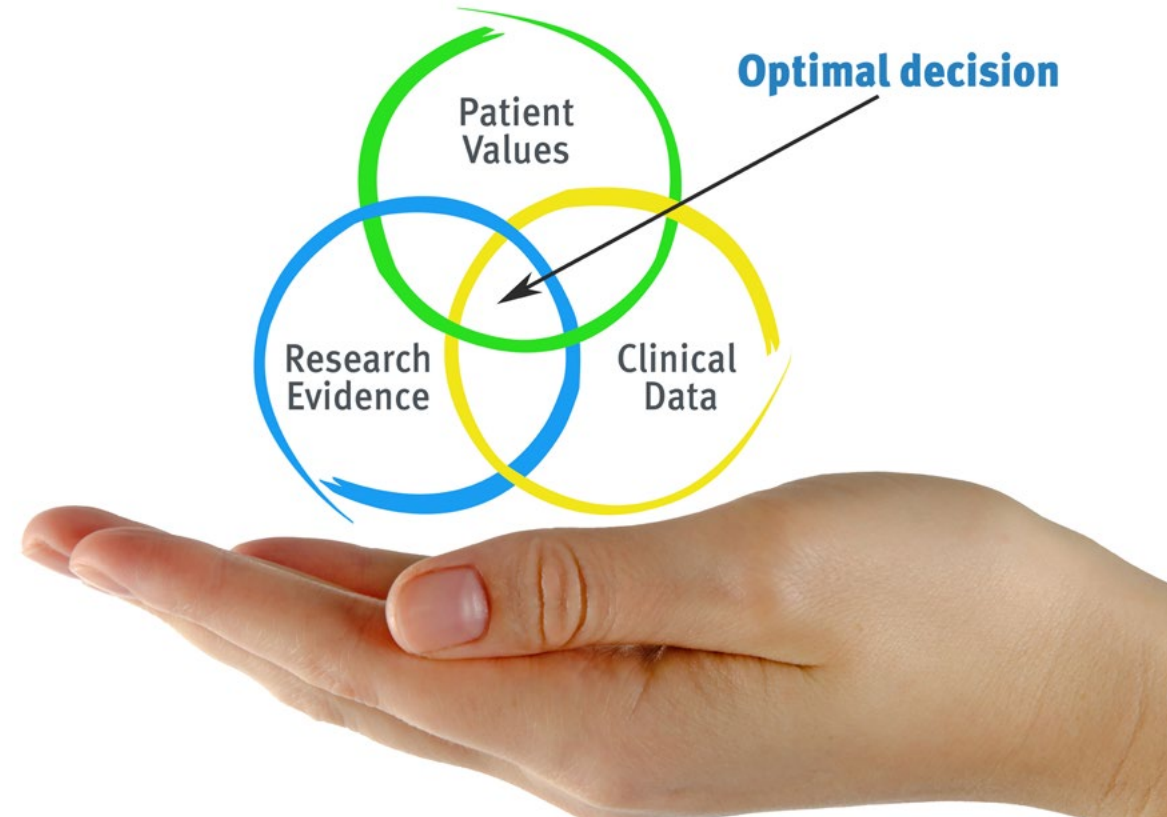 Optimal decision
Patient
Values
Research
Evidence
Clinical
Data